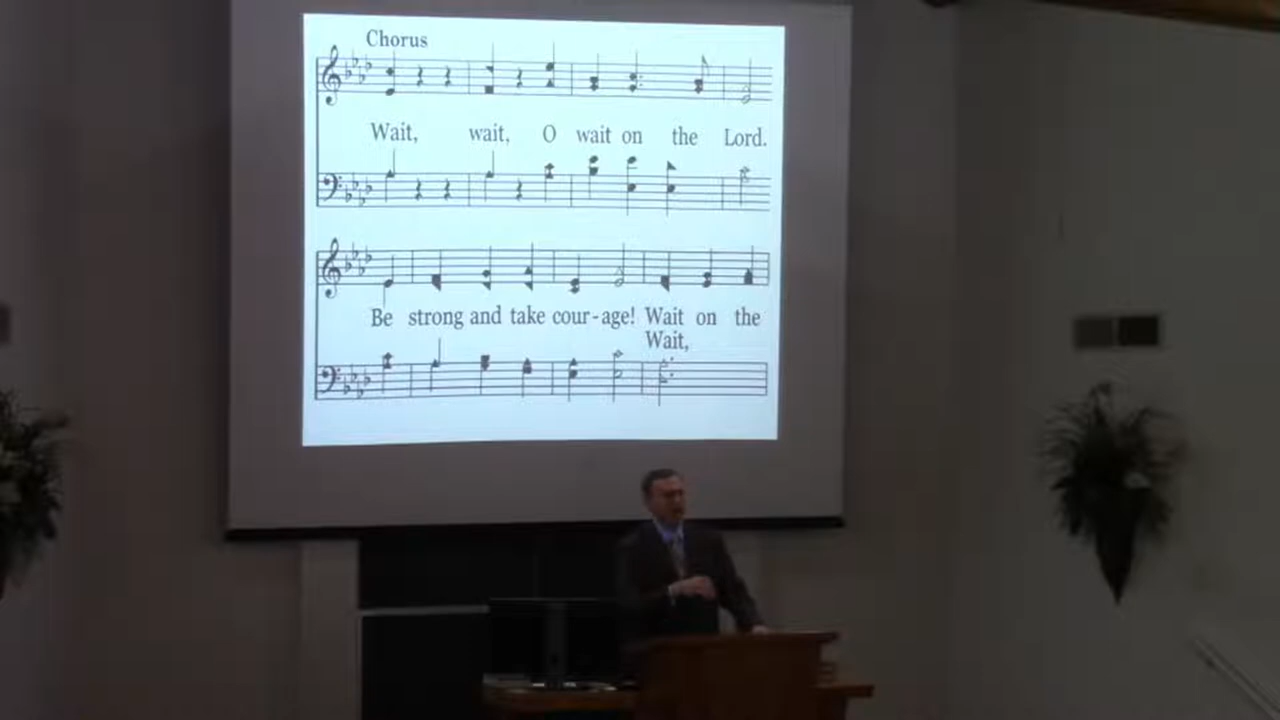 Chorus
Wait, wait, O wait on the Lord.
Be strong and take cour-age! Wait on the
Wait,